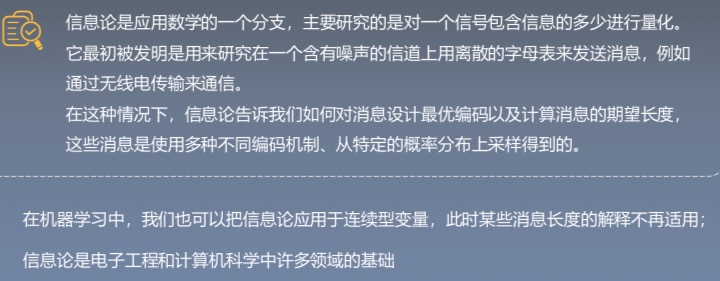 信息论是应用数学的一个分支，主要研究的是对一个信号包含信息的多少进行量化。
它最初被发明是用来研究在一个含有噪声的信道上用离散的字母表来发送消息，例如
通过无线电传输来通信。
在这种情况下，信息论告诉我们如何对消息设计最优编码以及计算消息的期望长度，
这些消息是使用多种不同编码机制、从特定的概率分布上采样得到的。
在机器学习中，我们也可以把信息论应用于连续型变量，此时某些消息长度的解释不再适用；
信息论是电子工程和计算机科学中许多领域的基础